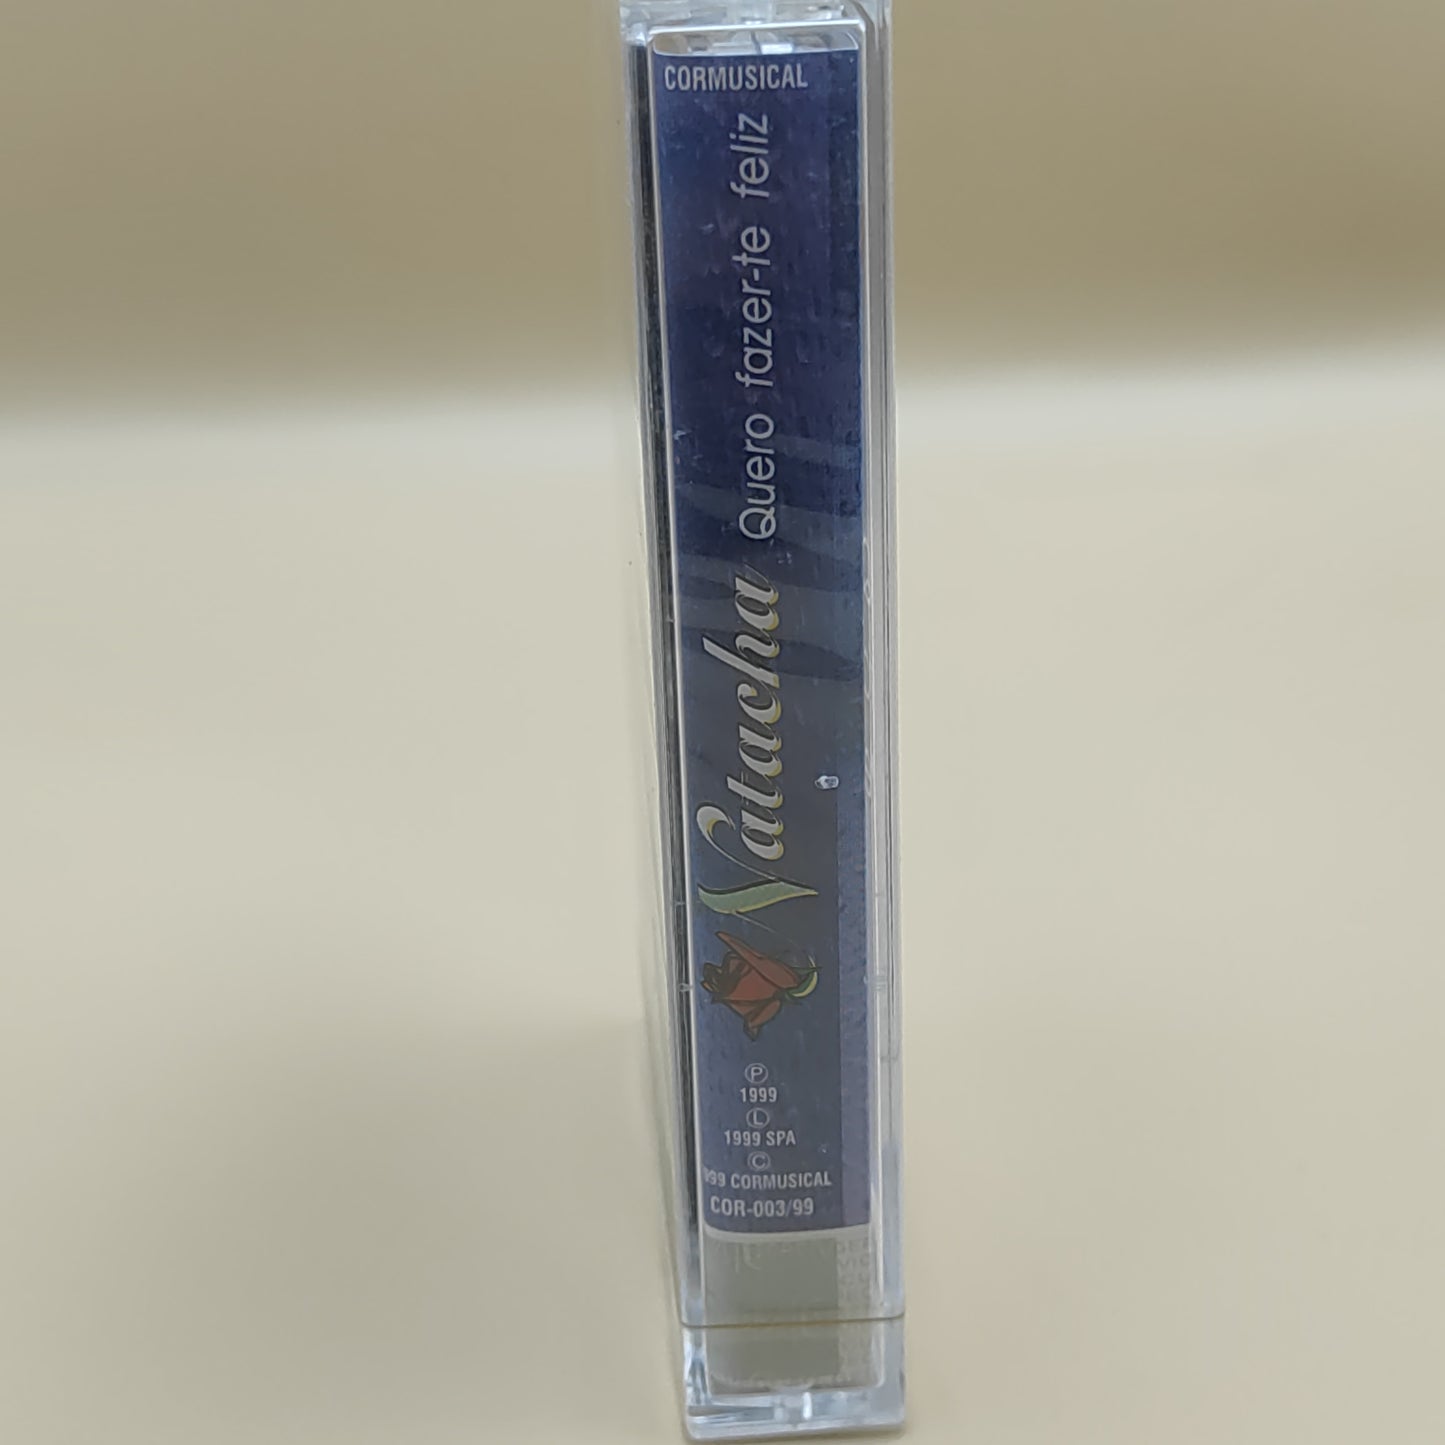 CORMUSICAL
Natacha Quero fazer-te feliz
Ⓟ
1999
Ⓛ
1999 SPA
©
999 CORMUSICAL
COR-003/99